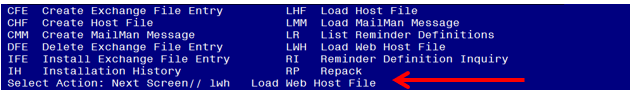 CFE  Create Exchange File Entry       LHF  Load Host File
CHF  Create Host File                 LMM  Load MailMan Message
CMM  Create MailMan Message           LR   List Reminder Definitions
DFE  Delete Exchange File Entry       LWH  Load Web Host File
IFE  Install Exchange File Entry      RI   Reminder Definition Inquiry
IH   Installation History             RP   Repack
Select Action: Next Screen// lwh   Load Web Host File